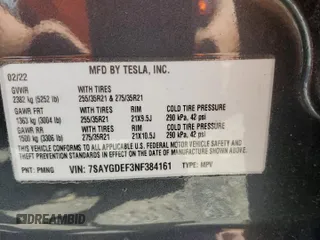 MFD BY TESLA, INC.
02/22
GVWR WITH TIRES
2382 kg (5252 lb) 255/35R21 & 275/35R21
GAWR FRT WITH TIRES RIM COLD TIRE PRESSURE
1363 kg (3004 lb) 255/35R21 21X9.5J 290 kPa, 42 psi
GAWR RR WITH TIRES RIM COLD TIRE PRESSURE
1500 kg (3306 lb) 275/35R21 21X10.5J 290 kPa, 42 psi
THIS VEHICLE CONFORMS TO ALL APPLICABLE FEDERAL MOTOR VEHICLE SAFETY AND
THEFT PREVENTION STANDARDS IN EFFECT ON THE DATE OF MANUFACTURE SHOWN ABOVE.
PNT: PMNG VIN: 7SAYGDEF3NF384161 TYPE: MPV
DREAMBID